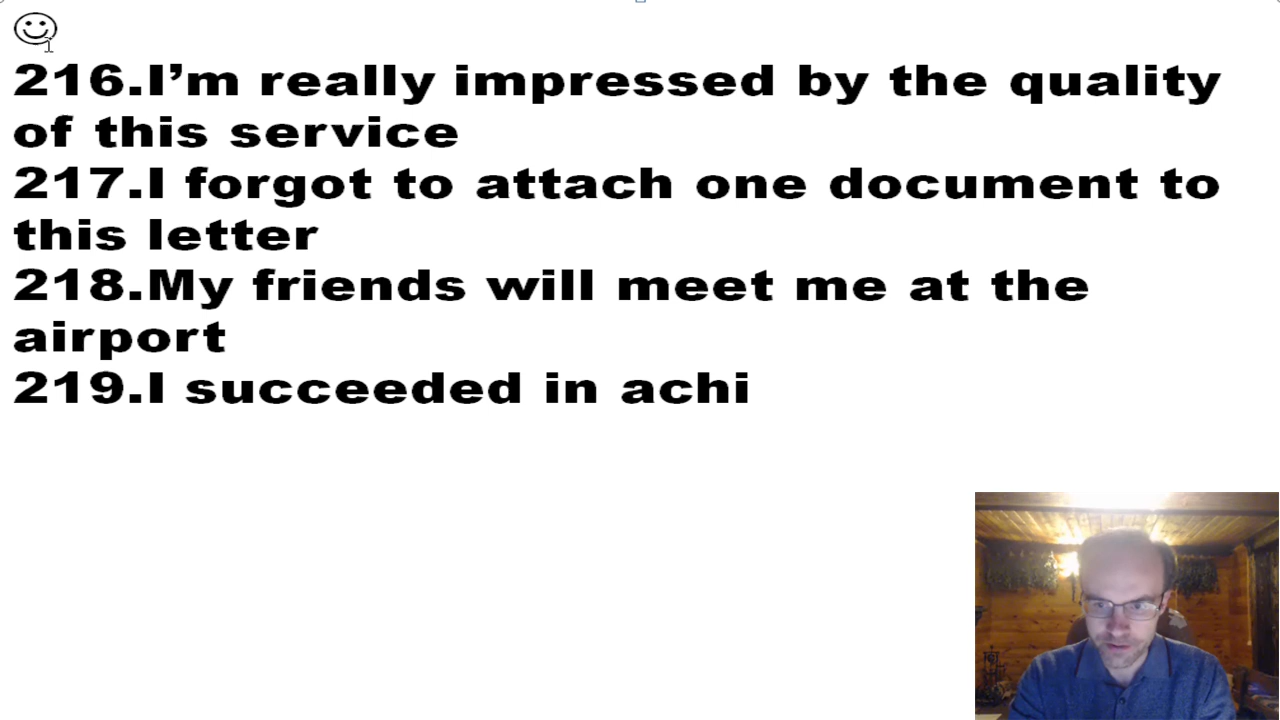 216.I’m really impressed by the quality
of this service
217.I forgot to attach one document to
this letter
218.My friends will meet me at the
airport
219.I succeeded in achi